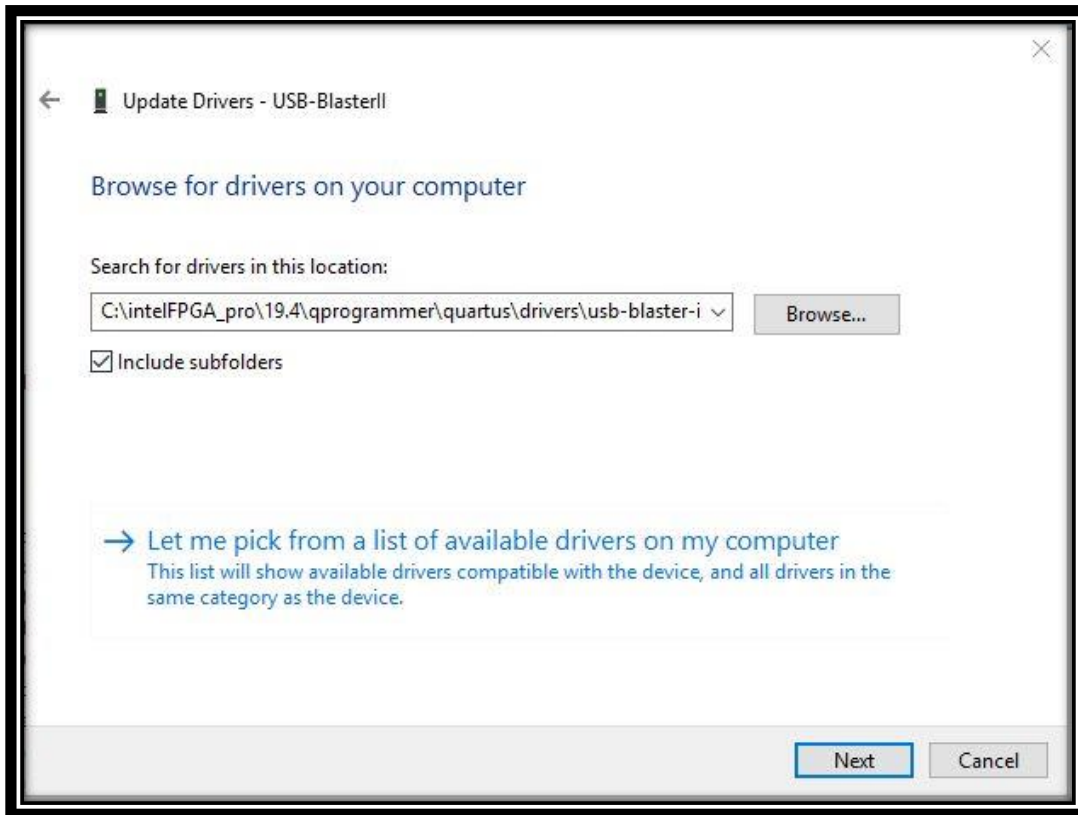 Update Drivers - USB-BlasterII
Browse for drivers on your computer
Search for drivers in this location:
C:\intelFPGA_pro\19.4\qprogrammer\quartus\drivers\usb-blaster-i
Browse...
Include subfolders
Let me pick from a list of available drivers on my computer
This list will show available drivers compatible with the device, and all drivers in the
same category as the device.
Next
Cancel